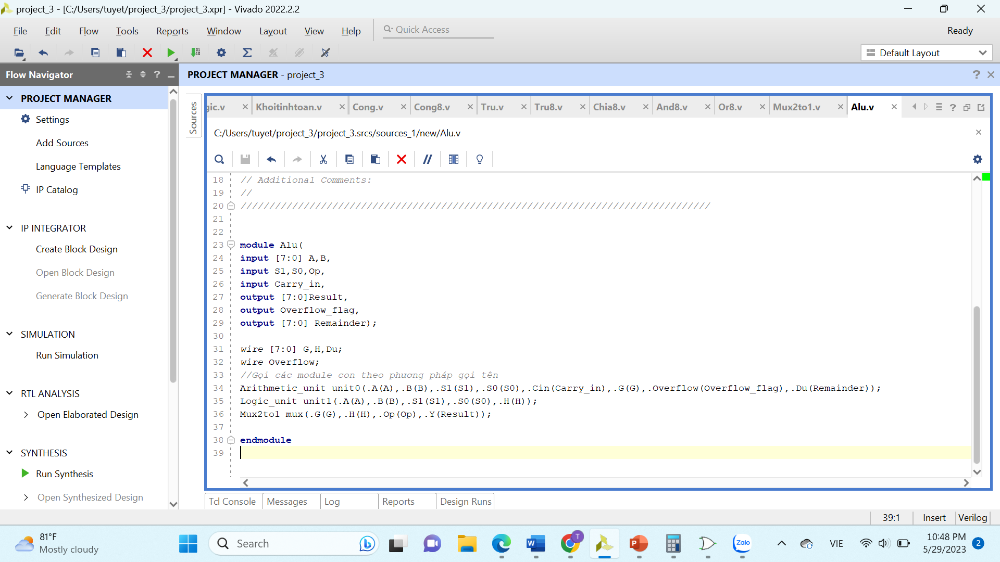 project_3 - [C:/Users/tuyet/project_3/project_3.xpr] - Vivado 2022.2.2
File Edit Flow Tools Reports Window Layout View Help Quick Access Ready
Default Layout
Flow Navigator
PROJECT MANAGER - project_3
PROJECT MANAGER
Settings
Add Sources
Language Templates
IP Catalog
IP INTEGRATOR
Create Block Design
Open Block Design
Generate Block Design
SIMULATION
Run Simulation
RTL ANALYSIS
Open Elaborated Design
SYNTHESIS
Run Synthesis
Open Synthesized Design
Sources
gic.v Khoitinhtoan.v Cong.v Cong8.v Tru.v Tru8.v Chia8.v And8.v Or8.v Mux2to1.v Alu.v
C:/Users/tuyet/project_3/project_3.srcs/sources_1/new/Alu.v
18 // Additional Comments:
19 //
20 //////////////////////////////////////////////////////////////////////////////////
21
22
23 module Alu(
24 input [7:0] A,B,
25 input S1,S0,Op,
26 input Carry_in,
27 output [7:0]Result,
28 output Overflow_flag,
29 output [7:0] Remainder);
30
31 wire [7:0] G,H,Du;
32 wire Overflow;
33 //Gọi các module con theo phương pháp gọi tên
34 Arithmetic_unit unit0(.A(A),.B(B),.S1(S1),.S0(S0),.Cin(Carry_in),.G(G),.Overflow(Overflow_flag),.Du(Remainder));
35 Logic_unit unit1(.A(A),.B(B),.S1(S1),.S0(S0),.H(H));
36 Mux2to1 mux(.G(G),.H(H),.Op(Op),.Y(Result));
37
38 endmodule
39
Tcl Console Messages Log Reports Design Runs
39:1 Insert Verilog
81°F
Mostly cloudy
Search
T
W
P
Zalo
VIE
10:48 PM
5/29/2023
2